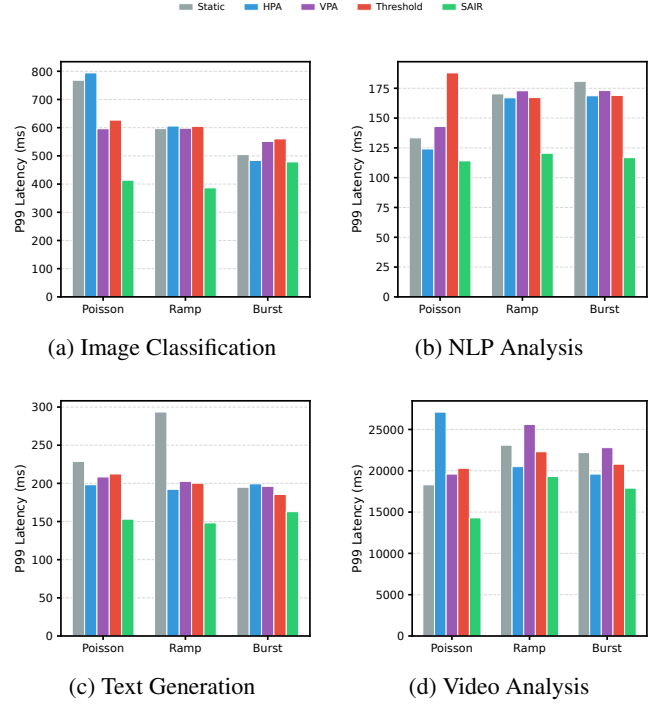 Static HPA VPA Threshold SAIR
P99 Latency (ms)
800
700
600
500
400
300
200
100
0
Poisson Ramp Burst
(a) Image Classification
P99 Latency (ms)
175
150
125
100
75
50
25
0
Poisson Ramp Burst
(b) NLP Analysis
P99 Latency (ms)
300
250
200
150
100
50
0
Poisson Ramp Burst
(c) Text Generation
P99 Latency (ms)
25000
20000
15000
10000
5000
0
Poisson Ramp Burst
(d) Video Analysis